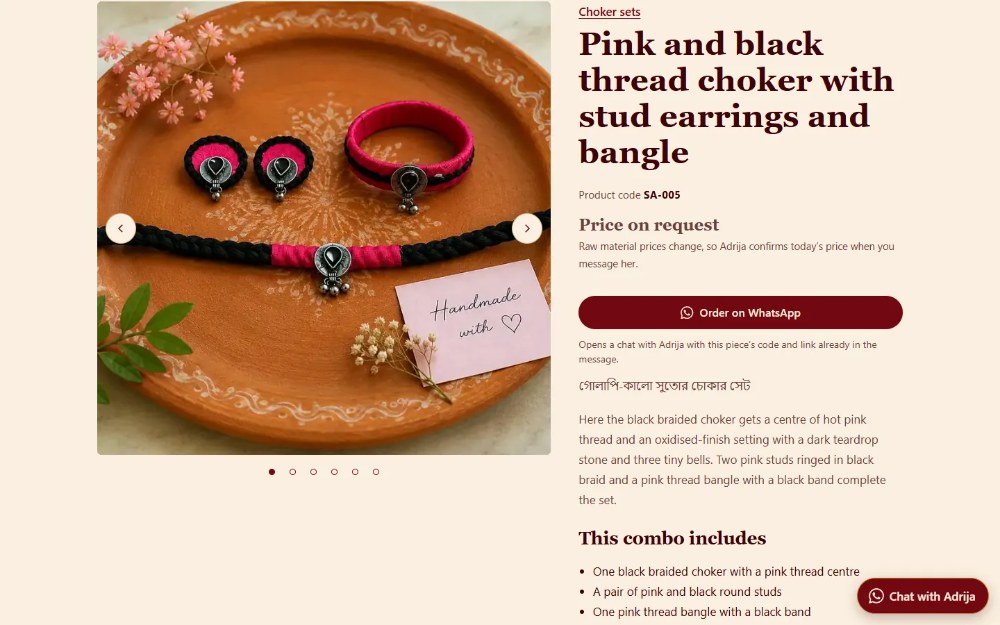 Choker sets
Pink and black
thread choker with
stud earrings and
bangle
Product code SA-005
Price on request
Raw material prices change, so Adrija confirms today's price when you
message her.
Order on WhatsApp
Opens a chat with Adrija with this piece's code and link already in the
message.
গোলাপি-কালো সুতোর চোকার সেট
Here the black braided choker gets a centre of hot pink
thread and an oxidised-finish setting with a dark teardrop
stone and three tiny bells. Two pink studs ringed in black
braid and a pink thread bangle with a black band complete
the set.
This combo includes
One black braided choker with a pink thread centre
A pair of pink and black round studs
One pink thread bangle with a black band
Chat with Adrija
Handmade
with ♡